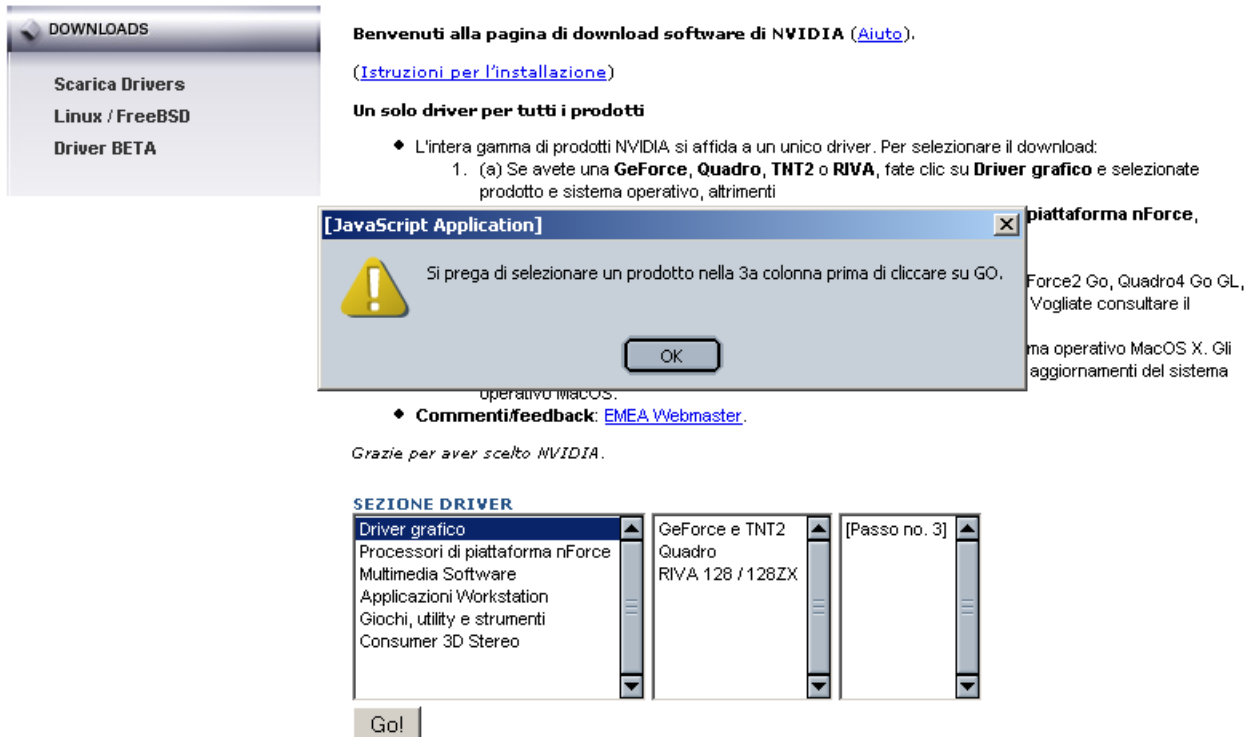 DOWNLOADS
Scarica Drivers
Linux / FreeBSD
Driver BETA
Benvenuti alla pagina di download software di NVIDIA (Aiuto).
(Istruzioni per l'installazione)
Un solo driver per tutti i prodotti
L'intera gamma di prodotti NVIDIA si affida a un unico driver. Per selezionare il download:
1. (a) Se avete una GeForce, Quadro, TNT2 o RIVA, fate clic su Driver grafico e selezionate
prodotto e sistema operativo, altrimenti
piattaforma nForce,
[JavaScript Application]
Si prega di selezionare un prodotto nella 3a colonna prima di cliccare su GO.
OK
Force2 Go, Quadro4 Go GL,
Vogliate consultare il
ma operativo MacOS X. Gli
aggiornamenti del sistema
operativo MacOS.
Commenti/feedback: EMEA Webmaster.
Grazie per aver scelto NVIDIA.
SEZIONE DRIVER
Driver grafico
Processori di piattaforma nForce
Multimedia Software
Applicazioni Workstation
Giochi, utility e strumenti
Consumer 3D Stereo
GeForce e TNT2
Quadro
RIVA 128 / 128ZX
[Passo no. 3]
Go!